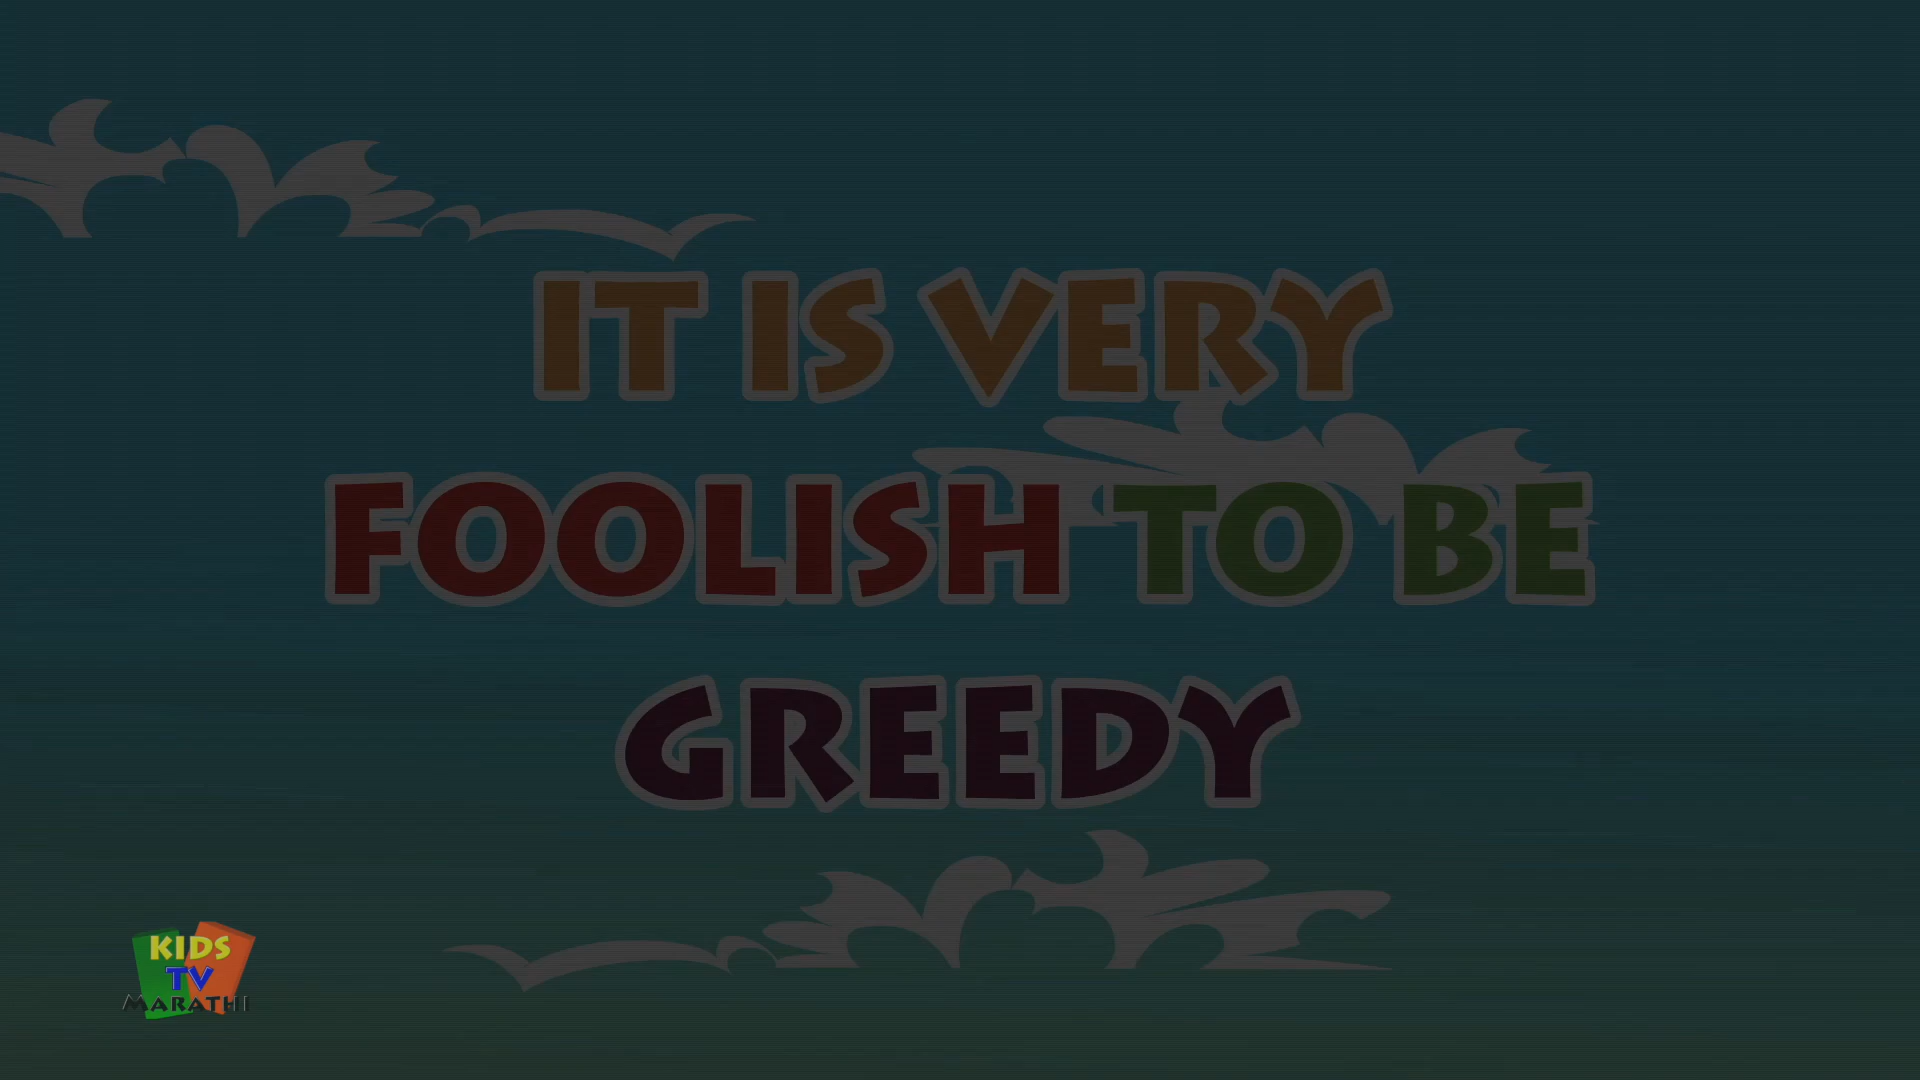 IT IS VERY
FOOLISH TO BE
GREEDY
KIDS
TV
MARATHI